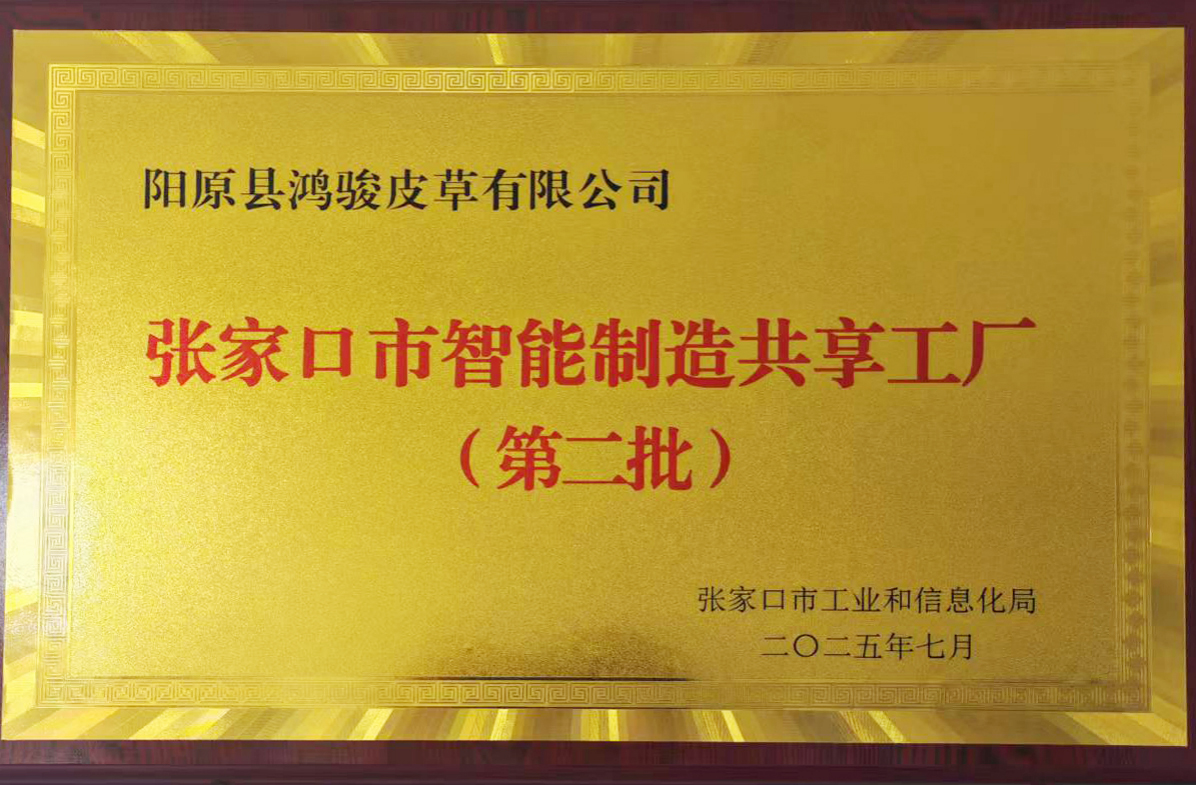 阳原县鸿骏皮草有限公司
张家口市智能制造共享工厂
（第二批）
张家口市工业和信息化局
二〇二五年七月